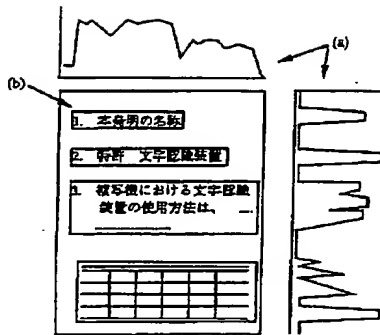 (a)
(b)
1. 本発明の名称
2. 特許 文字認識装置
3. 複写機における文字認識
装置の使用方法は、